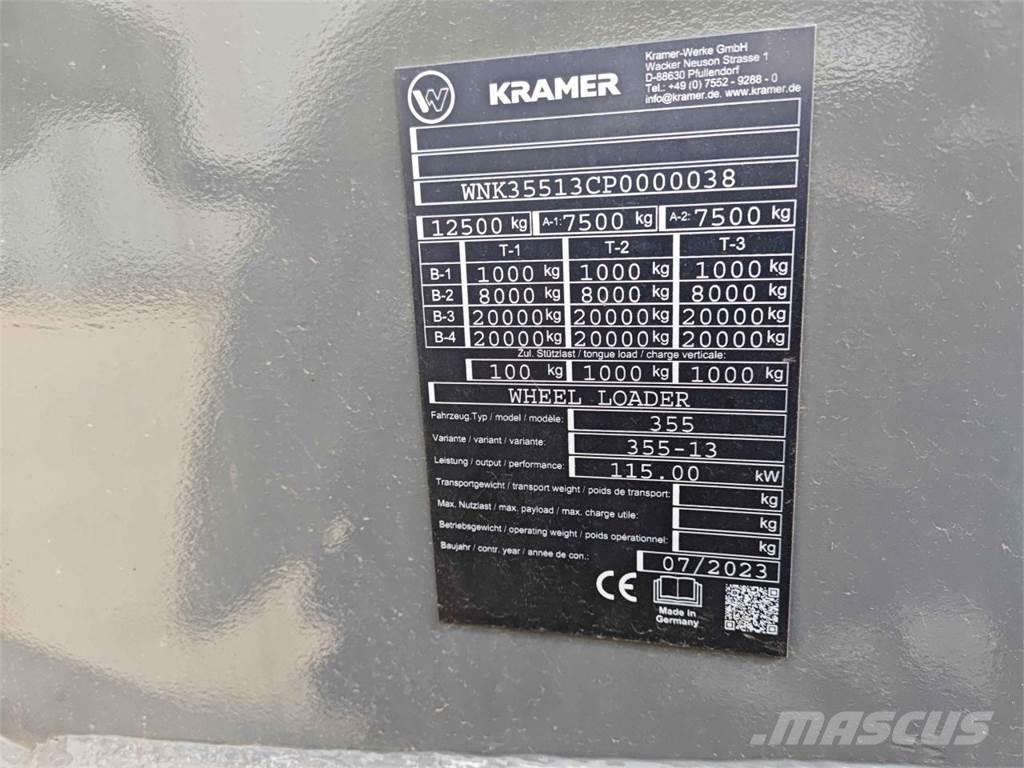 W KRAMER
Kramer-Werke GmbH
Wacker Neuson Strasse 1
D-88630 Pfullendorf
Tel.: +49 (0) 7552 - 9288 - 0
info@kramer.de. www.kramer.de
WNK35513CP0000038
12500 kg A-1: 7500 kg A-2: 7500 kg
T-1 T-2 T-3
B-1 1000 kg 1000 kg 1000 kg
B-2 8000 kg 8000 kg 8000 kg
B-3 20000 kg 20000 kg 20000 kg
B-4 20000 kg 20000 kg 20000 kg
Zul. Stützlast / tongue load / charge verticale:
100 kg 1000 kg 1000 kg
WHEEL LOADER
Fahrzeug.Typ / model / modèle: 355
Variante / variant / variante: 355-13
Leistung / output / performance: 115.00 kW
Transportgewicht / transport weight / poids de transport: kg
Max. Nutzlast / max. payload / max. charge utile: kg
Betriebsgewicht / operating weight / poids opérationnel: kg
Baujahr / contr. year / année de con.: 07/2023
CE
Made in
Germany
MASCUS